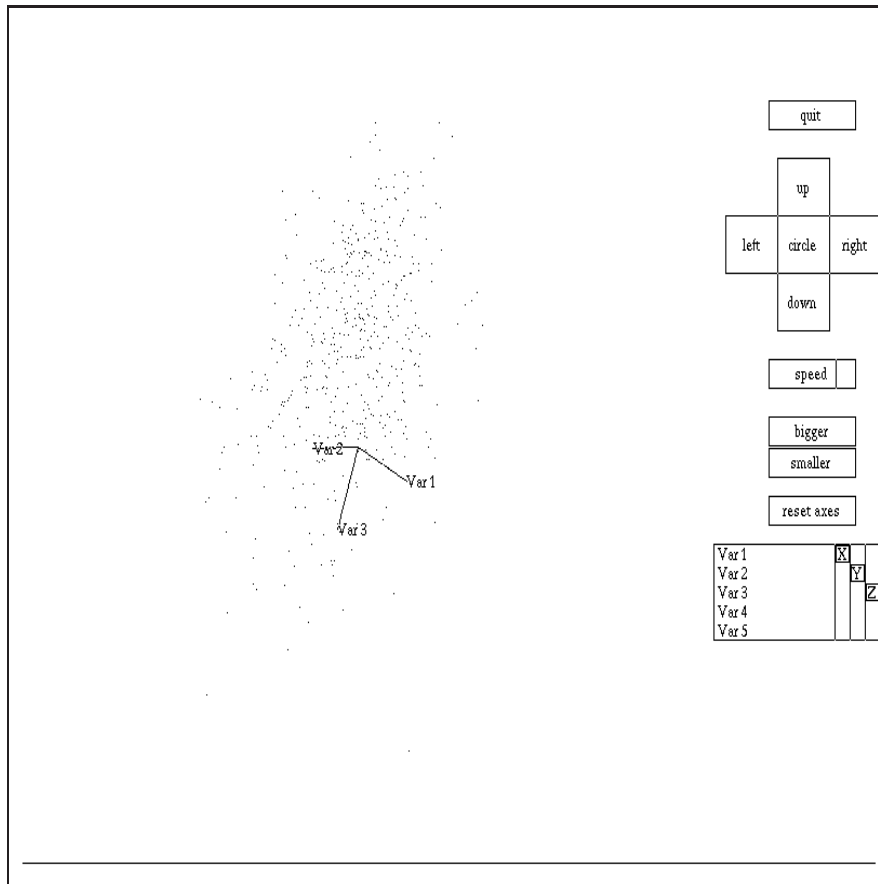 quit
up
left circle right
down
speed
bigger
Var 2
smaller
Var 1
reset axes
Var 3
Var 1 X
Var 2 Y
Var 3 Z
Var 4
Var 5